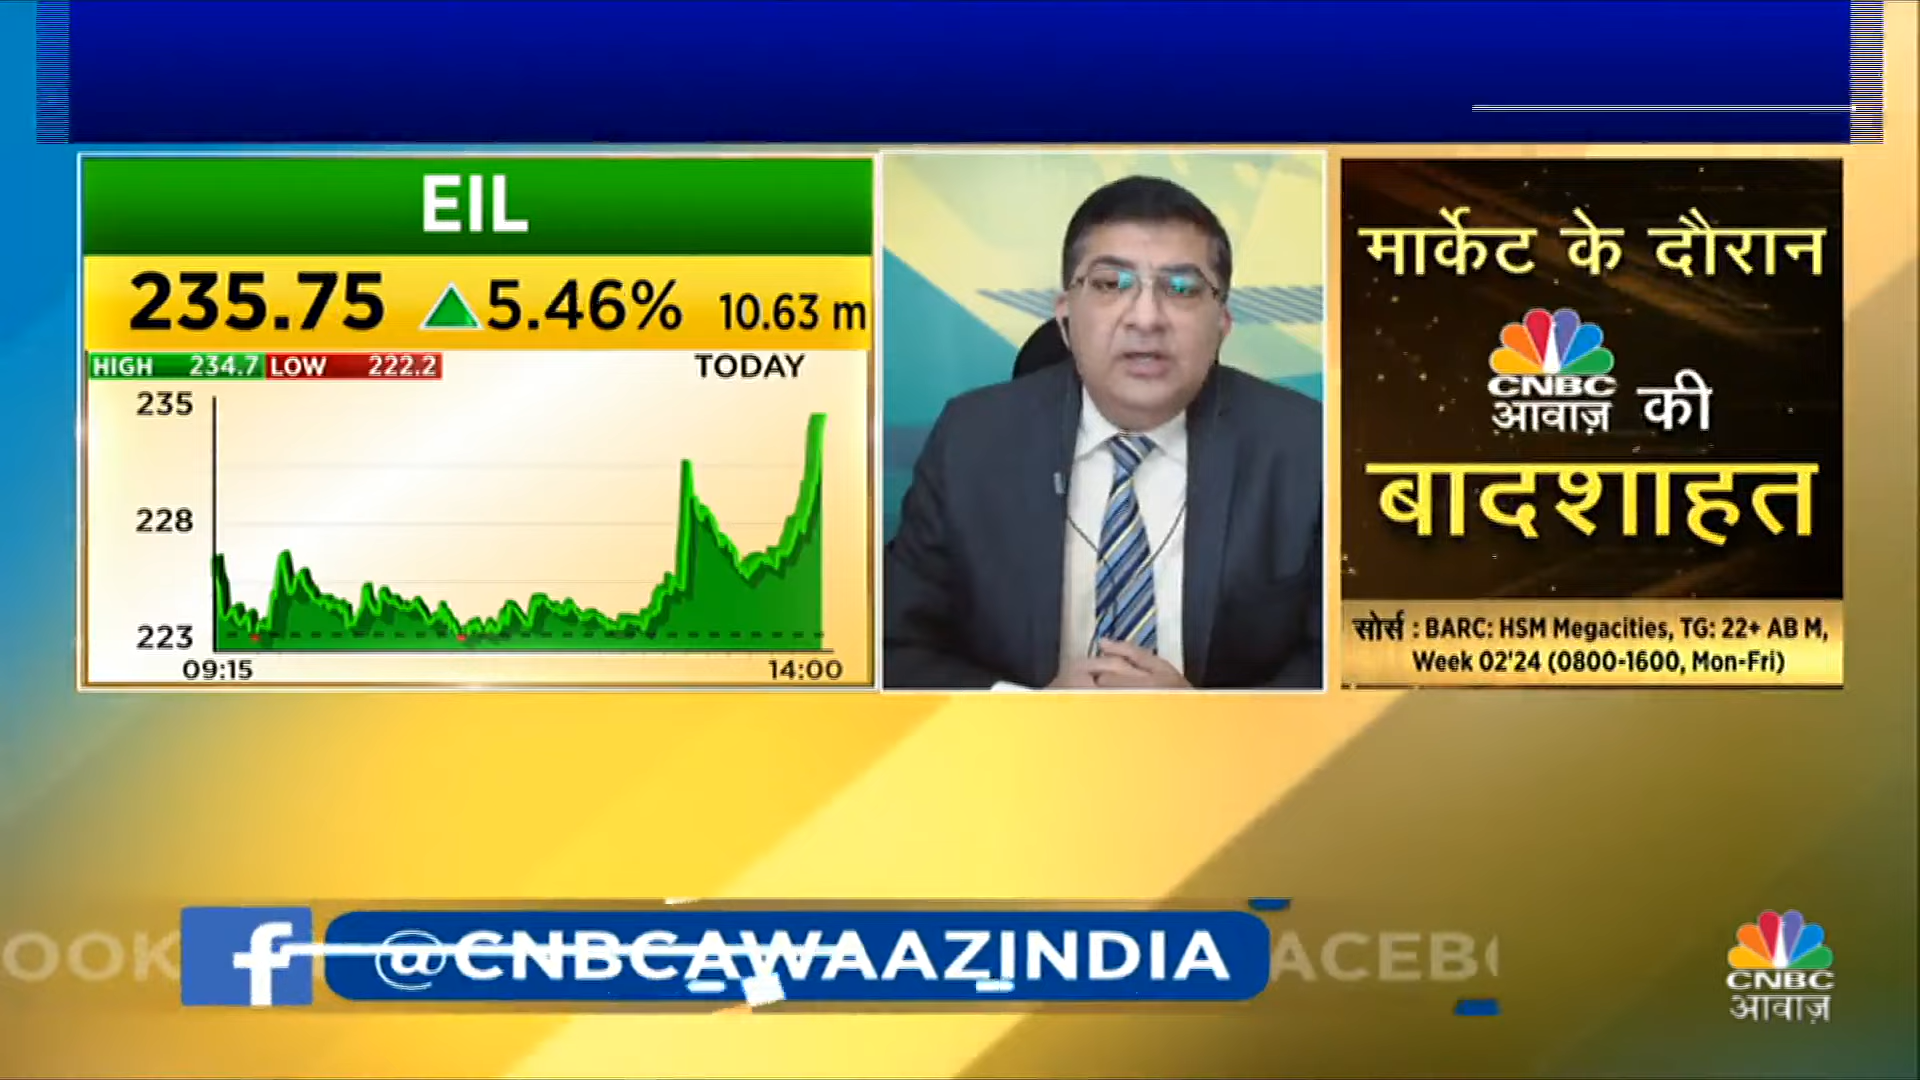 EIL
235.75 5.46% 10.63 m
HIGH 234.7 LOW 222.2 TODAY
235
228
223
09:15 14:00
मार्केट के दौरान
CNBC
आवाज़ की
बादशाहत
सोर्स : BARC: HSM Megacities, TG: 22+ AB M,
Week 02'24 (0800-1600, Mon-Fri)
OOK @CNBCAWAAZINDIA ACEB
CNBC
आवाज़